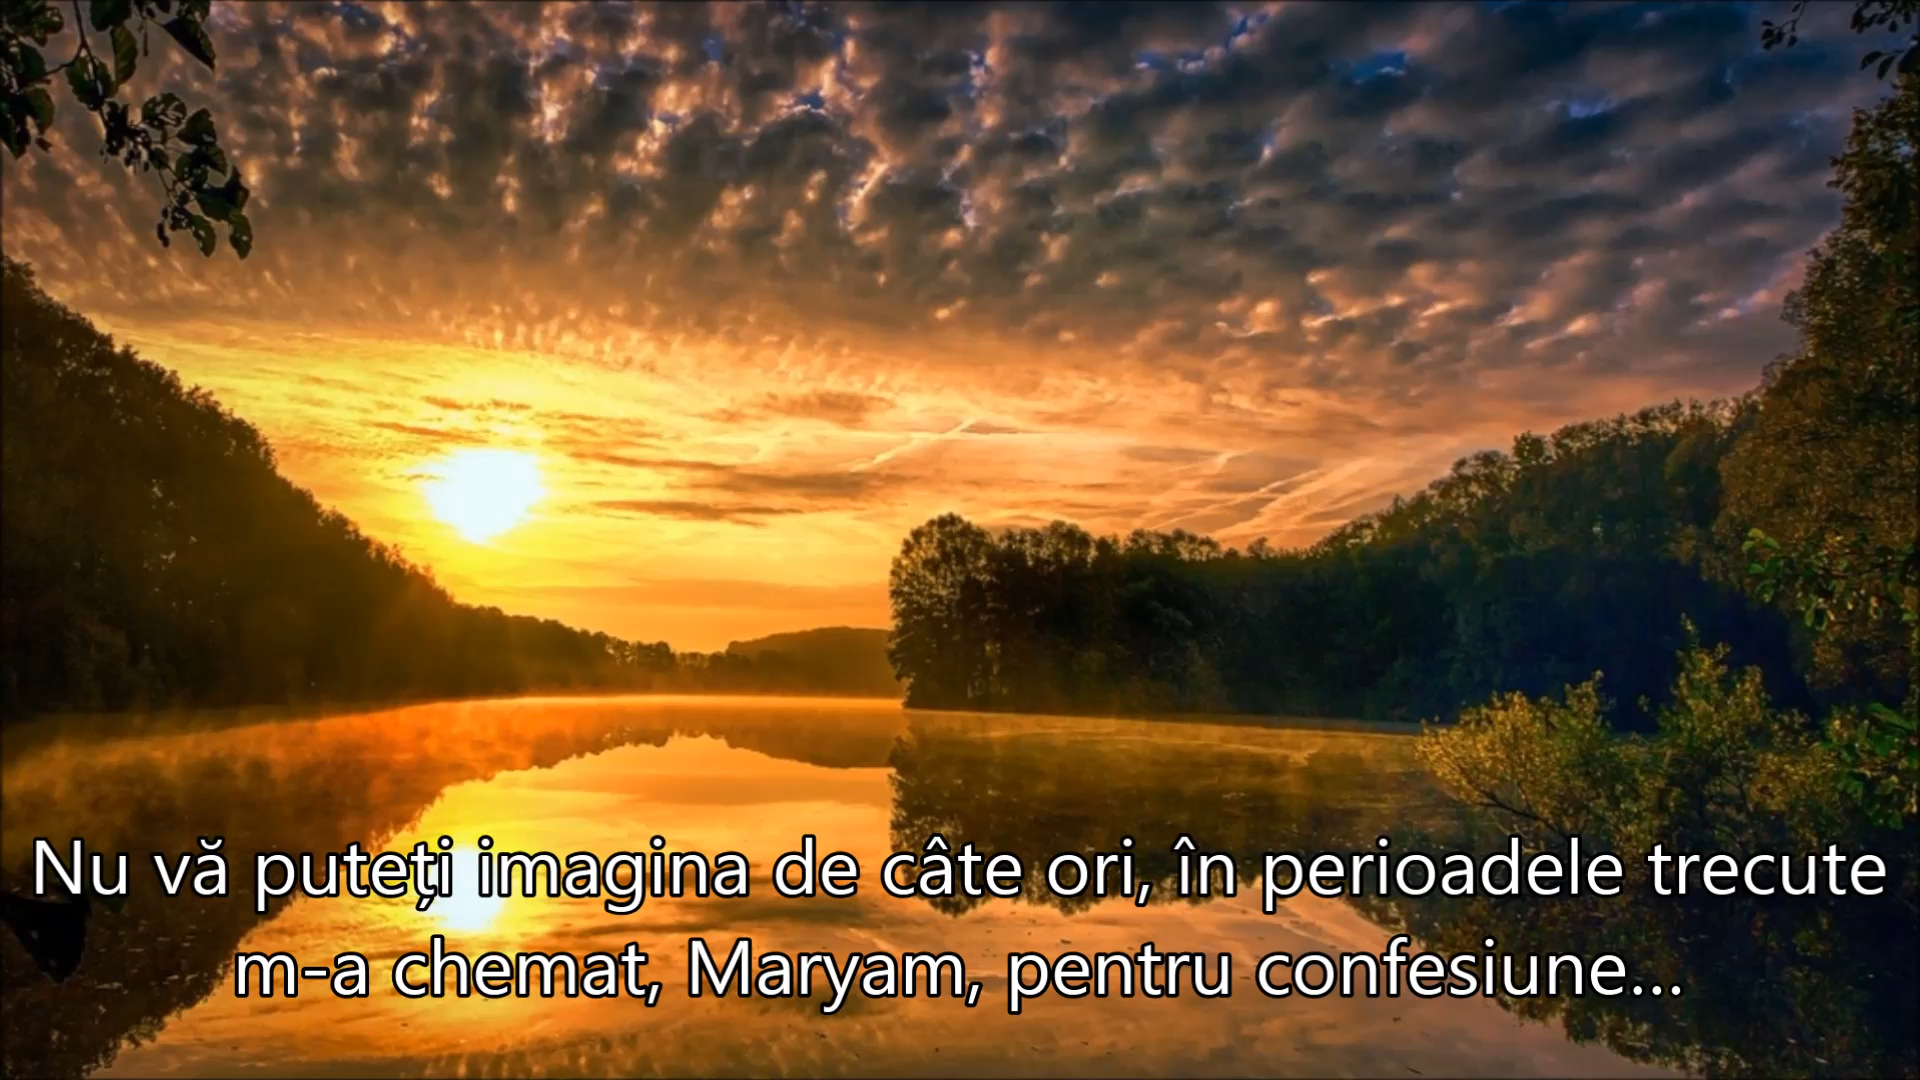 Nu vă puteți imagina de câte ori, în perioadele trecute
m-a chemat, Maryam, pentru confesiune...